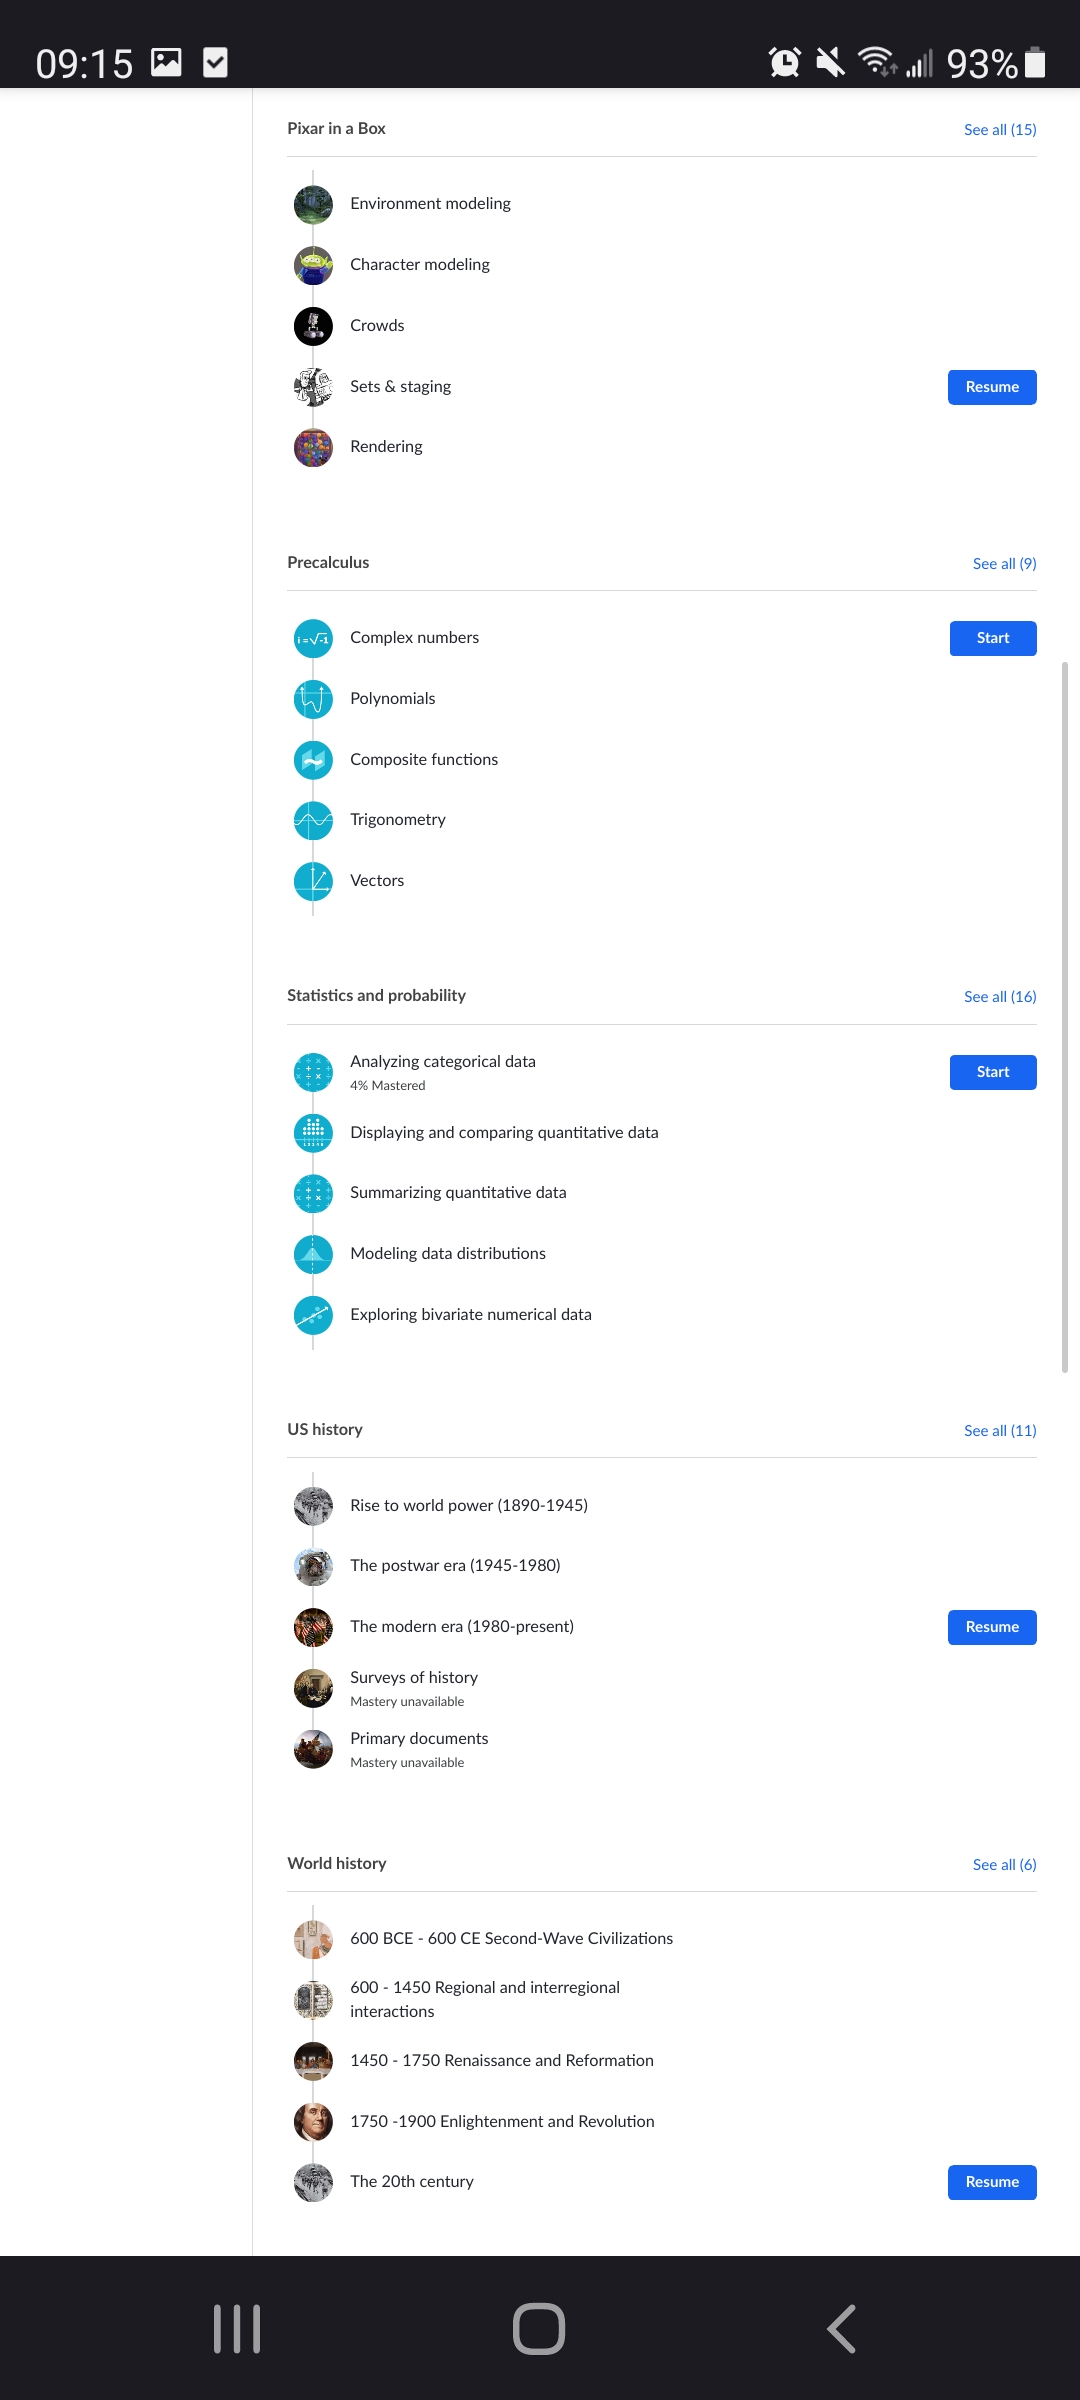 09:15
93%
Pixar in a Box
See all (15)
Environment modeling
Character modeling
Crowds
Sets & staging
Resume
Rendering
Precalculus
See all (9)
i = √-1
Complex numbers
Start
Polynomials
Composite functions
Trigonometry
Vectors
Statistics and probability
See all (16)
Analyzing categorical data
4% Mastered
Start
Displaying and comparing quantitative data
Summarizing quantitative data
Modeling data distributions
Exploring bivariate numerical data
US history
See all (11)
Rise to world power (1890-1945)
The postwar era (1945-1980)
The modern era (1980-present)
Resume
Surveys of history
Mastery unavailable
Primary documents
Mastery unavailable
World history
See all (6)
600 BCE - 600 CE Second-Wave Civilizations
600 - 1450 Regional and interregional
interactions
1450 - 1750 Renaissance and Reformation
1750 -1900 Enlightenment and Revolution
The 20th century
Resume